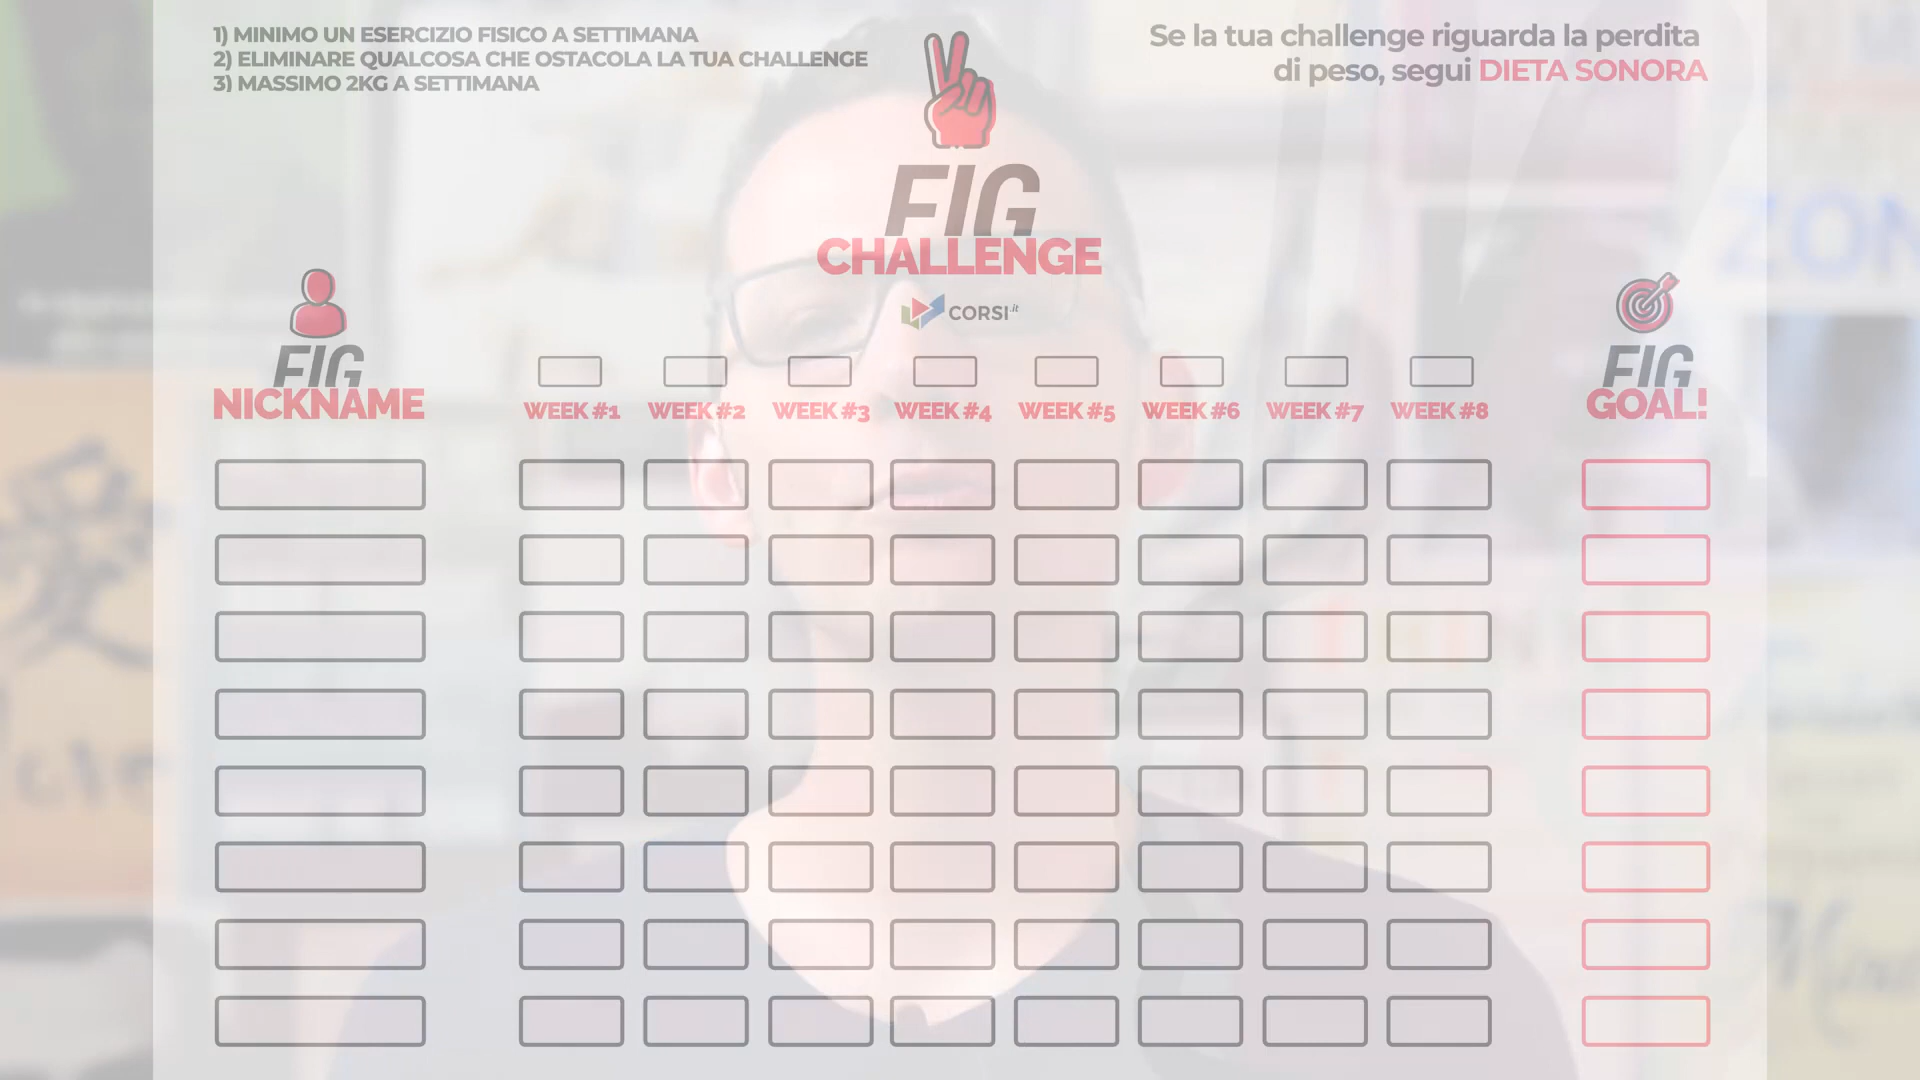 1) MINIMO UN ESERCIZIO FISICO A SETTIMANA
2) ELIMINARE QUALCOSA CHE OSTACOLA LA TUA CHALLENGE
3) MASSIMO 2KG A SETTIMANA
Se la tua challenge riguarda la perdita
di peso, segui DIETA SONORA
FIG
CHALLENGE
CORSI.it
FIG
NICKNAME
WEEK #1 WEEK #2 WEEK #3 WEEK #4 WEEK #5 WEEK #6 WEEK #7 WEEK #8
FIG
GOAL!
ZON
愛